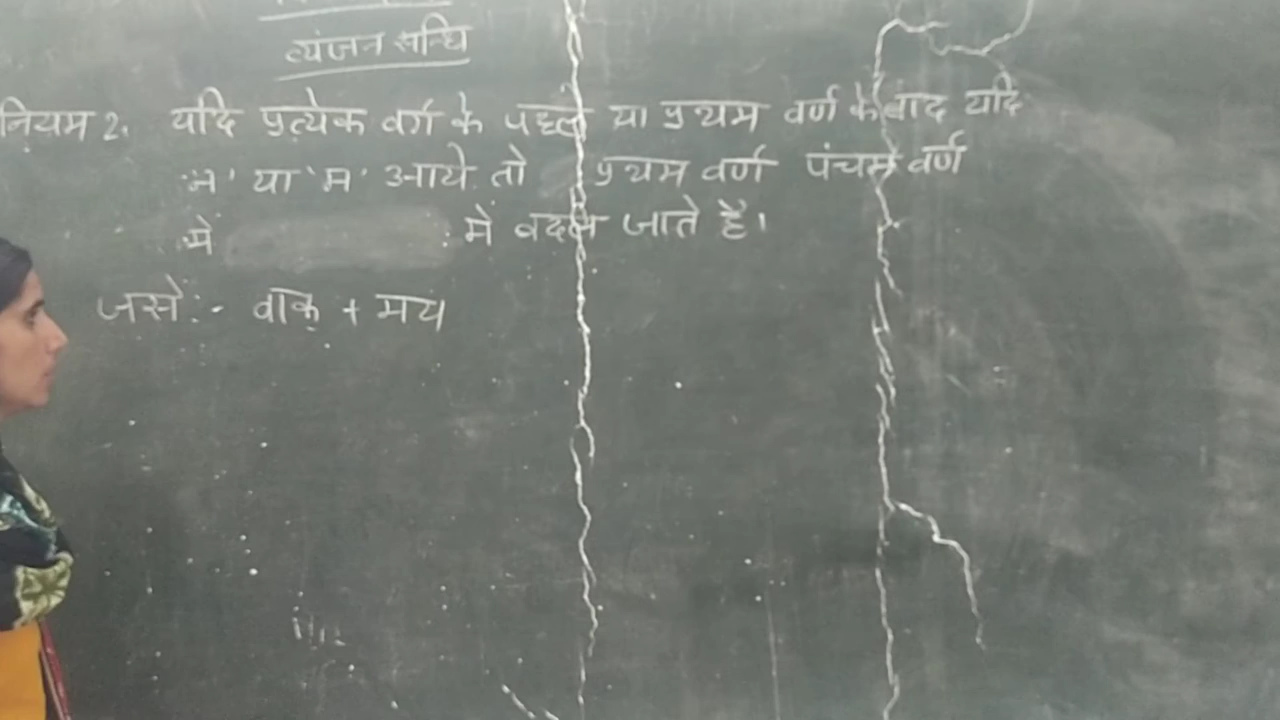 व्यंजन सन्धि
नियम 2. यदि प्रत्येक वर्ग के पहले या प्रथम वर्ण के बाद यदि
'न' या 'म' आये तो प्रथम वर्ण पंचम वर्ण
में : में बदल जाते है।
जसे:- वाक् + मय